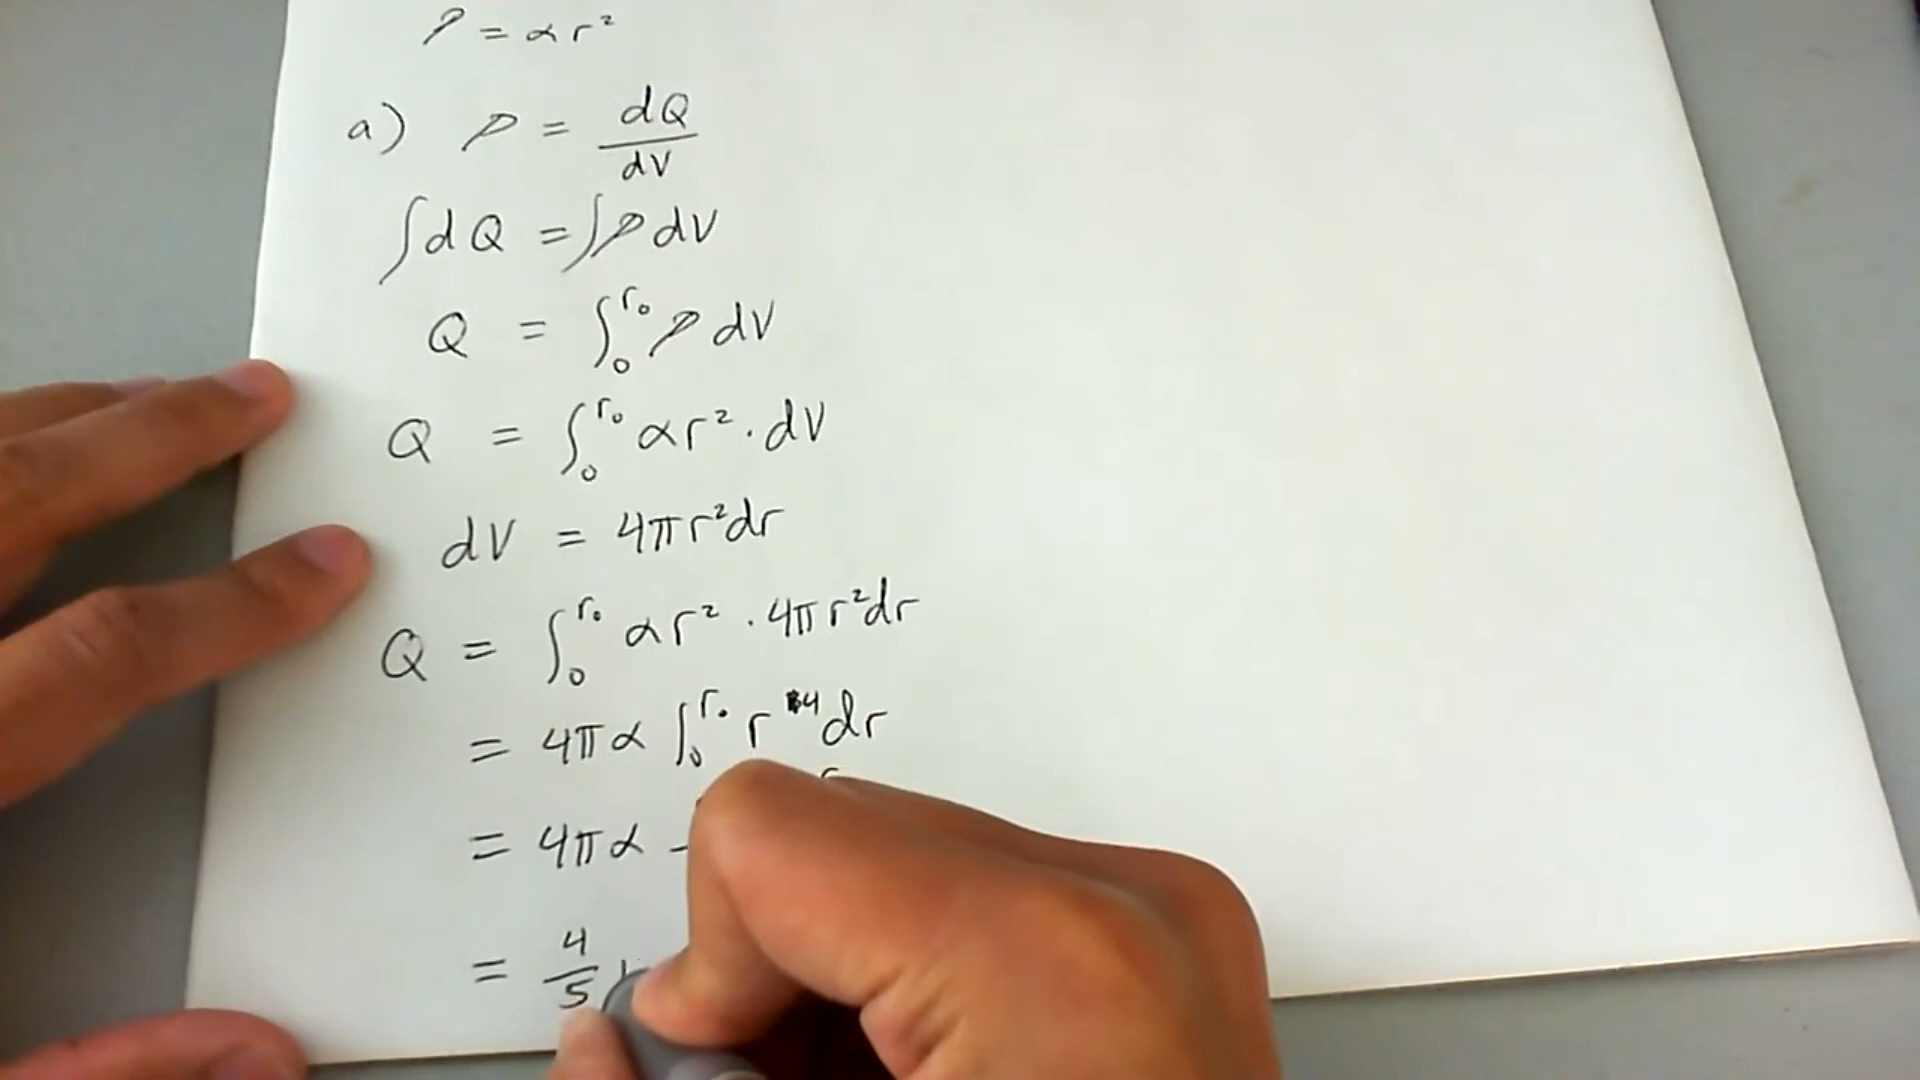 ρ = αr²
a) ρ = dQ/dV
∫dQ = ∫ρdV
Q = ∫₀^r₀ ρ dV
Q = ∫₀^r₀ αr² · dV
dV = 4πr²dr
Q = ∫₀^r₀ αr² · 4πr²dr
= 4πα ∫₀^r₀ r⁴ dr
= 4πα
= 4/5